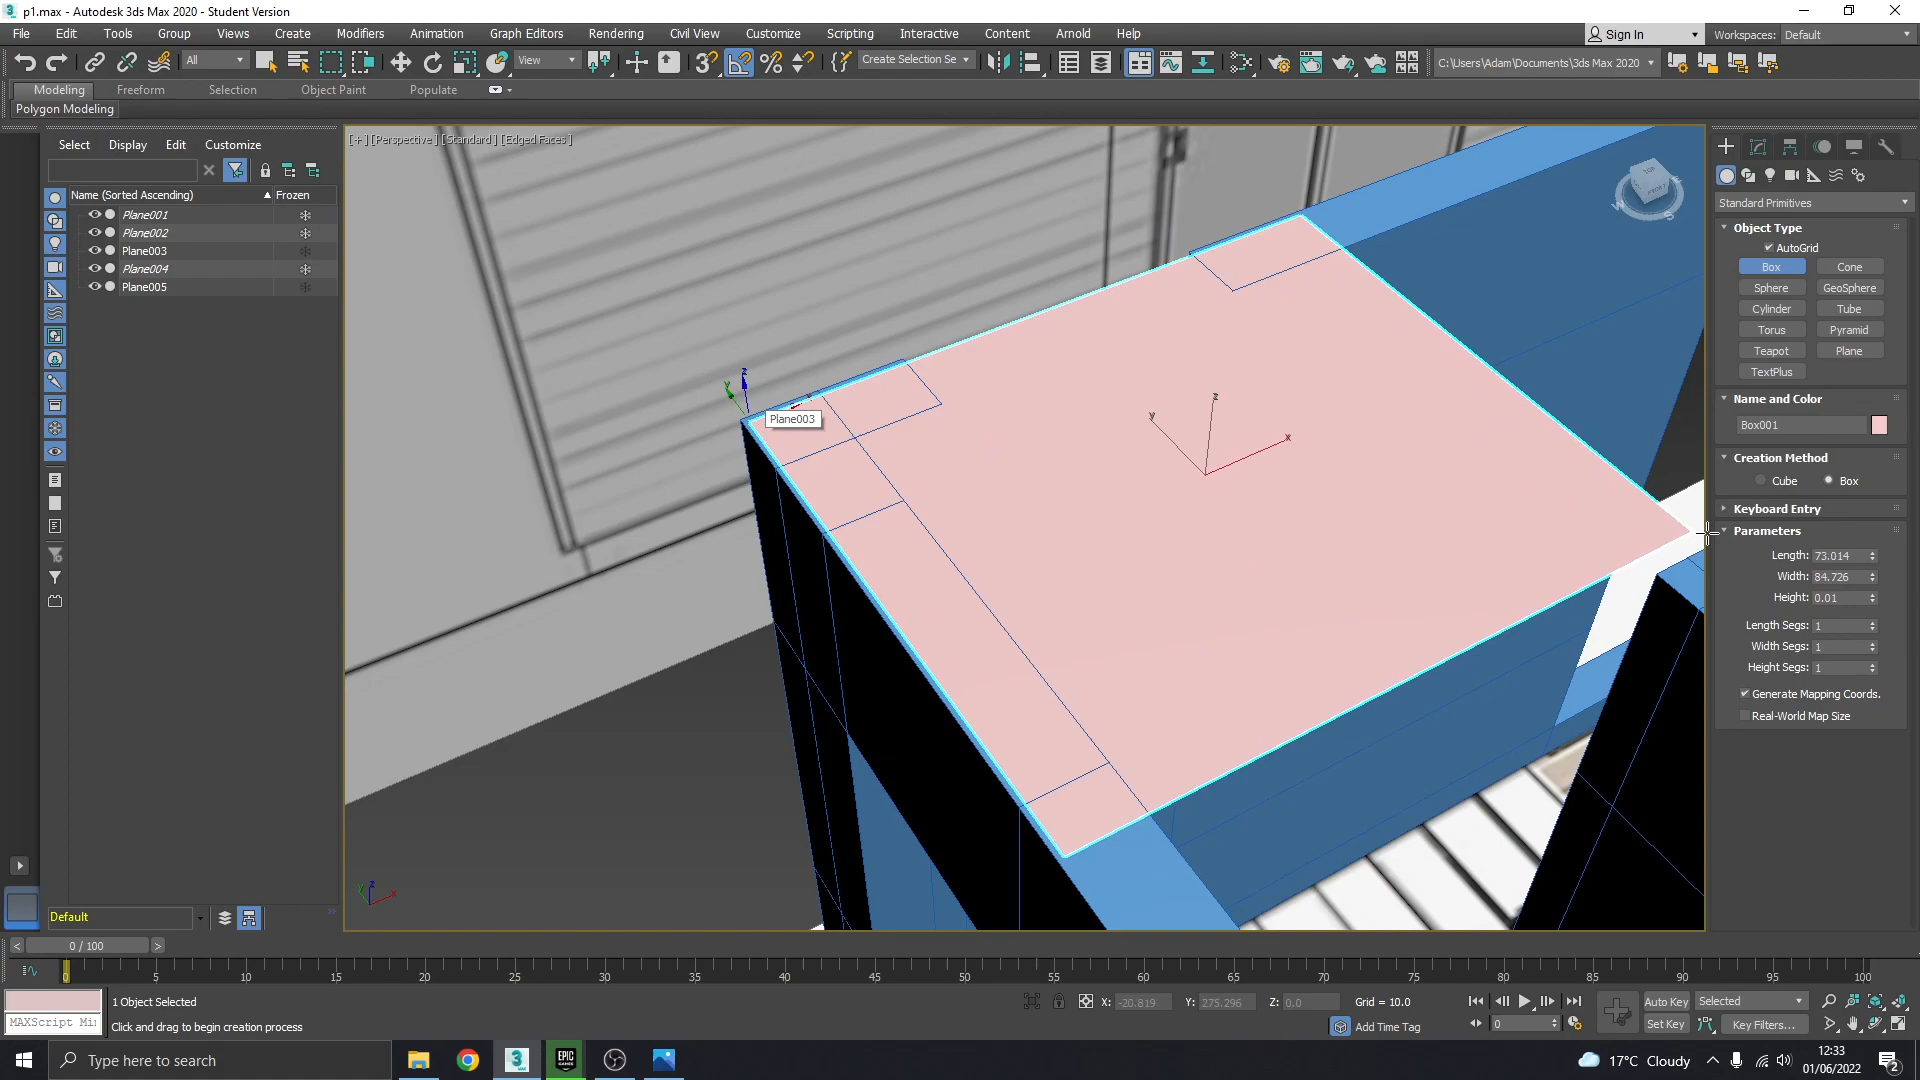 p1.max - Autodesk 3ds Max 2020 - Student Version
File Edit Tools Group Views Create Modifiers Animation Graph Editors Rendering Civil View Customize Scripting Interactive Content Arnold Help
Sign In Workspaces: Default
All View Create Selection Se C:\Users\Adam\Documents\3ds Max 2020
Modeling Freeform Selection Object Paint Populate
Polygon Modeling
Select Display Edit Customize
[+] [Perspective] [Standard] [Edged Faces]
Name (Sorted Ascending) Frozen
Plane001
Plane002
Plane003
Plane004
Plane005
Plane003
Standard Primitives
Object Type
AutoGrid
Box Cone
Sphere GeoSphere
Cylinder Tube
Torus Pyramid
Teapot Plane
TextPlus
Name and Color
Box001
Creation Method
Cube Box
Keyboard Entry
Parameters
Length: 73.014
Width: 84.726
Height: 0.01
Length Segs: 1
Width Segs: 1
Height Segs: 1
Generate Mapping Coords.
Real-World Map Size
TOP FRONT
W S
z y x
z y x
z y x
Default
0 / 100
0 5 10 15 20 25 30 35 40 45 50 55 60 65 70 75 80 85 90 95 100
1 Object Selected
MAXScript Mi
Click and drag to begin creation process
X: -20.819 Y: 275.296 Z: 0.0 Grid = 10.0
Add Time Tag
0
Auto Key Selected
Set Key Key Filters...
Type here to search
EPIC GAMES
17°C Cloudy
12:33
01/06/2022
2